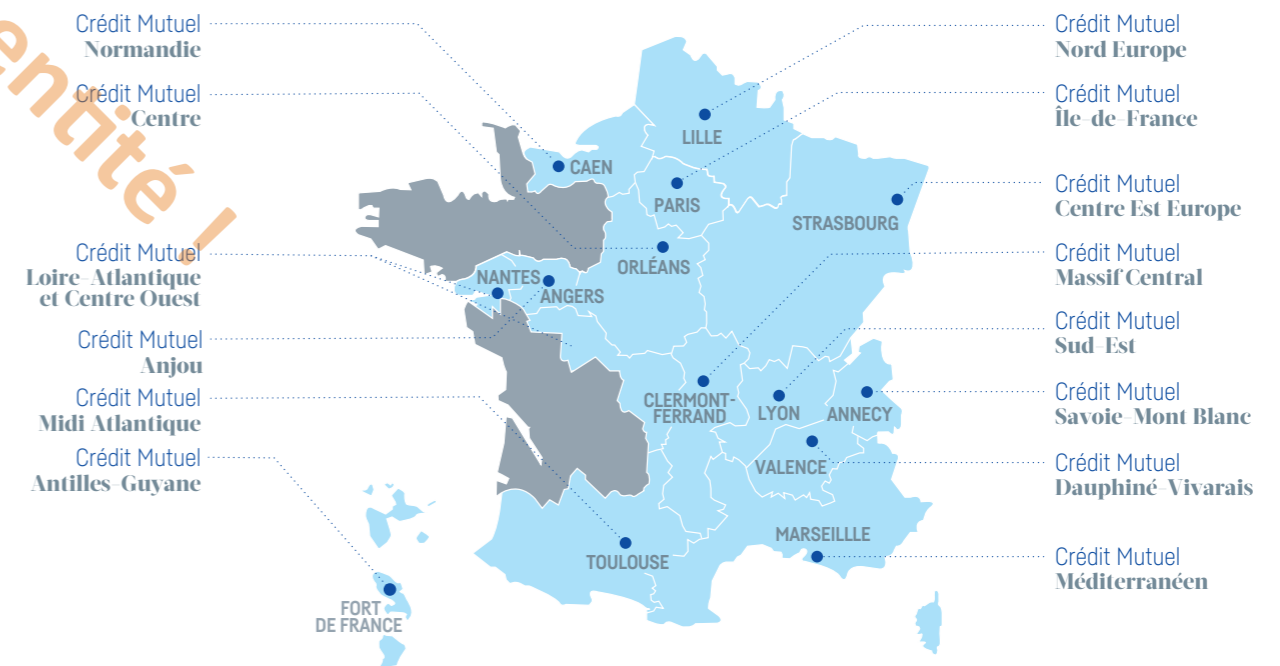 entité !
Crédit Mutuel
Normandie
Crédit Mutuel
Centre
Crédit Mutuel
Loire-Atlantique
et Centre Ouest
Crédit Mutuel
Anjou
Crédit Mutuel
Midi Atlantique
Crédit Mutuel
Antilles-Guyane
LILLE
CAEN
PARIS
STRASBOURG
ORLÉANS
NANTES
ANGERS
CLERMONT-
FERRAND
LYON
ANNECY
VALENCE
MARSEILLLE
TOULOUSE
FORT
DE FRANCE
Crédit Mutuel
Nord Europe
Crédit Mutuel
Île-de-France
Crédit Mutuel
Centre Est Europe
Crédit Mutuel
Massif Central
Crédit Mutuel
Sud-Est
Crédit Mutuel
Savoie-Mont Blanc
Crédit Mutuel
Dauphiné-Vivarais
Crédit Mutuel
Méditerranéen